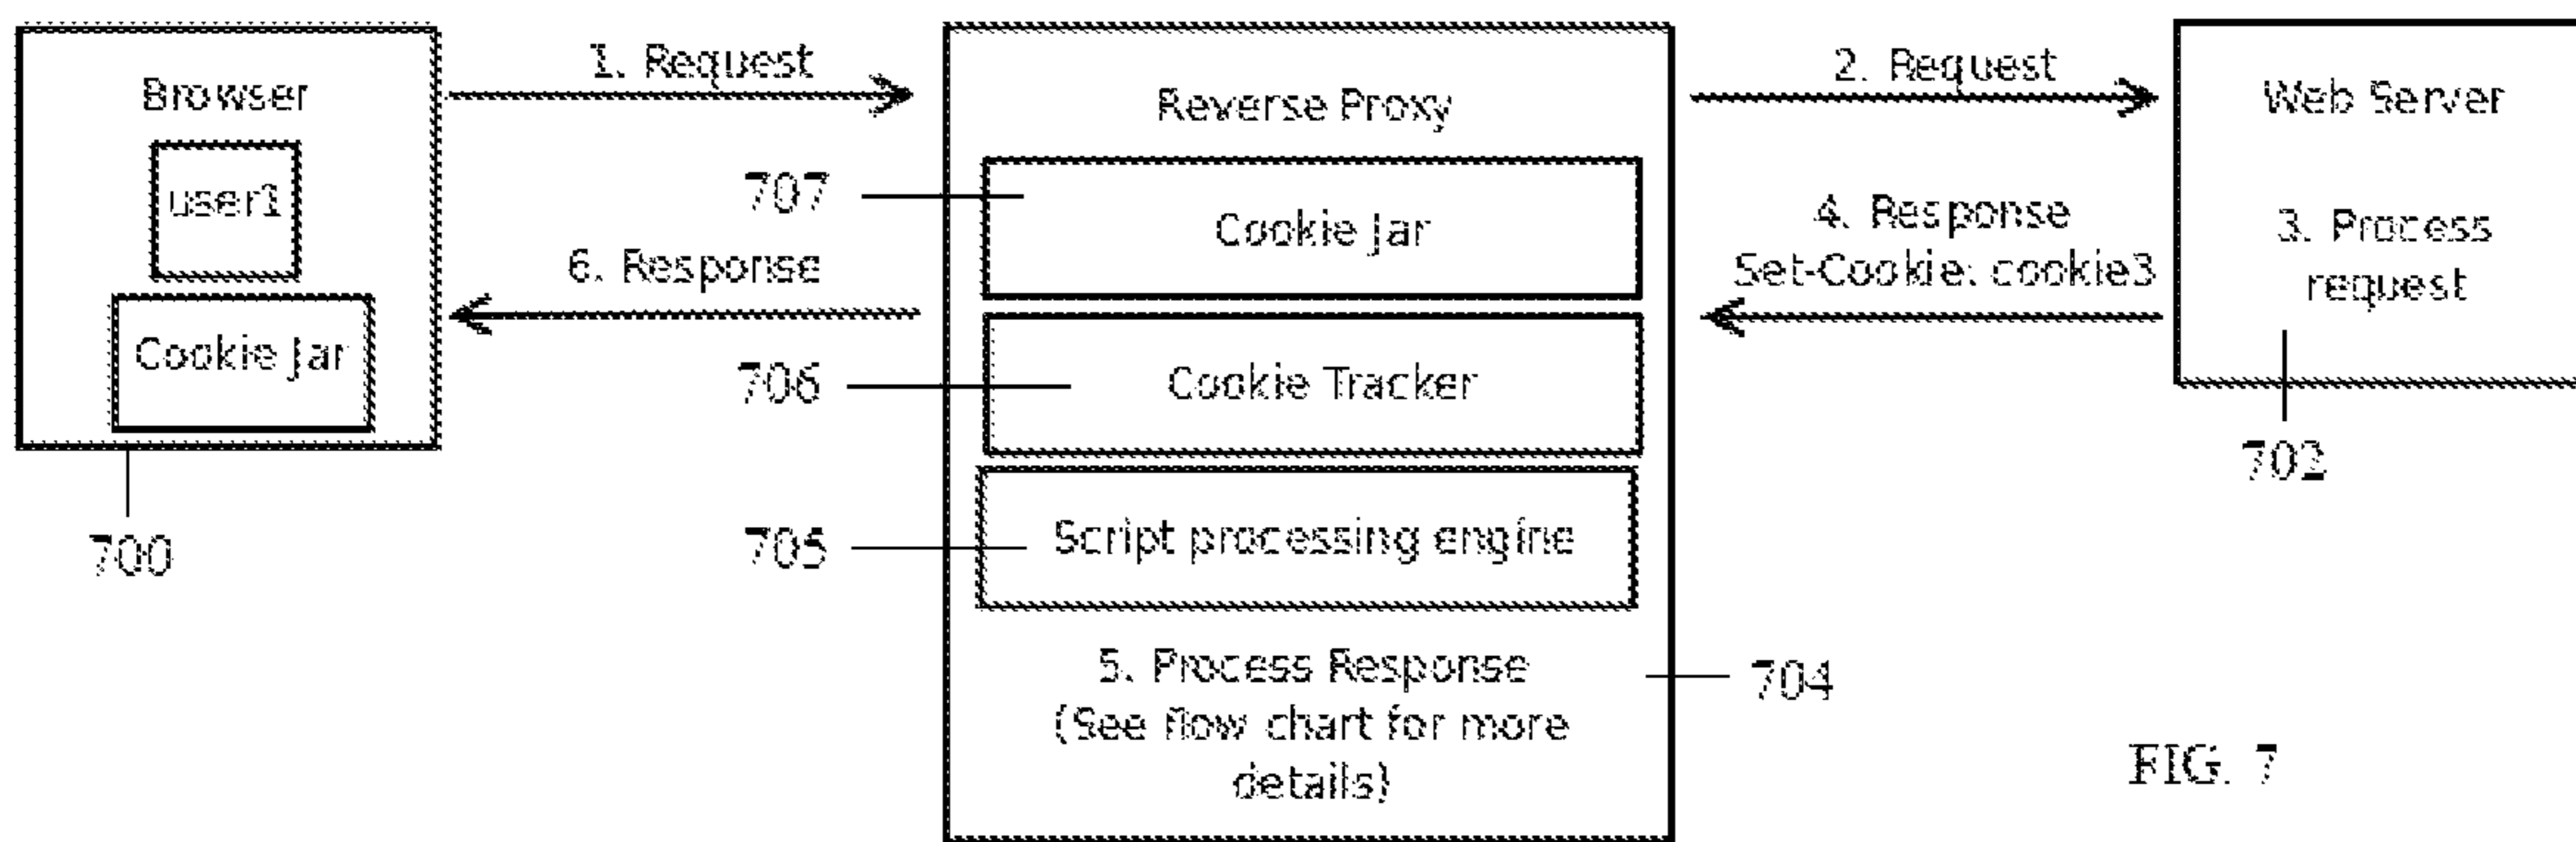 Browser
user1
Cookie Jar
700
1. Request
6. Response
Reverse Proxy
707
Cookie Jar
706
Cookie Tracker
705
Script processing engine
5. Process Response
(See flow chart for more
details)
704
2. Request
4. Response
Set-Cookie: cookie3
Web Server
3. Process
request
702
FIG. 7